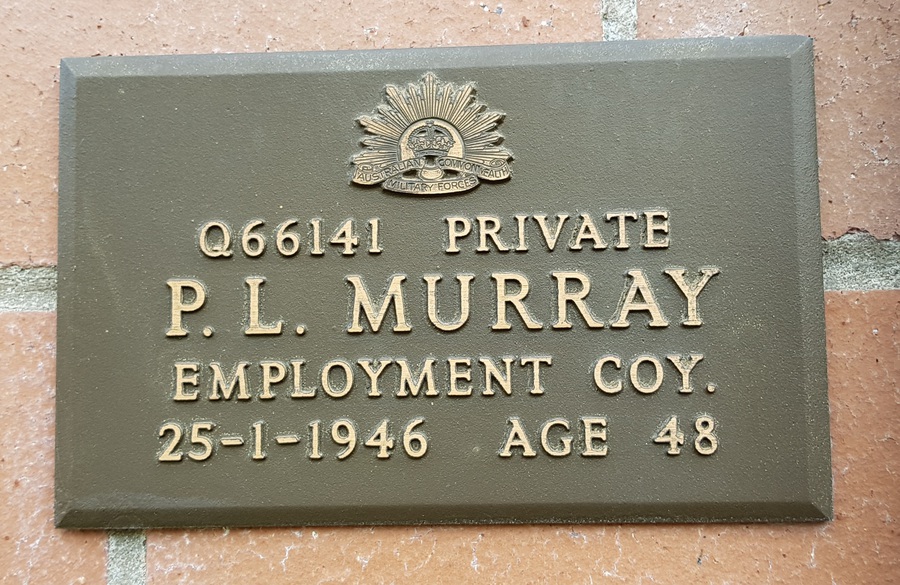 AUSTRALIAN COMMONWEALTH
MILITARY FORCES
Q66141 PRIVATE
P. L. MURRAY
EMPLOYMENT COY.
25-1-1946 AGE 48